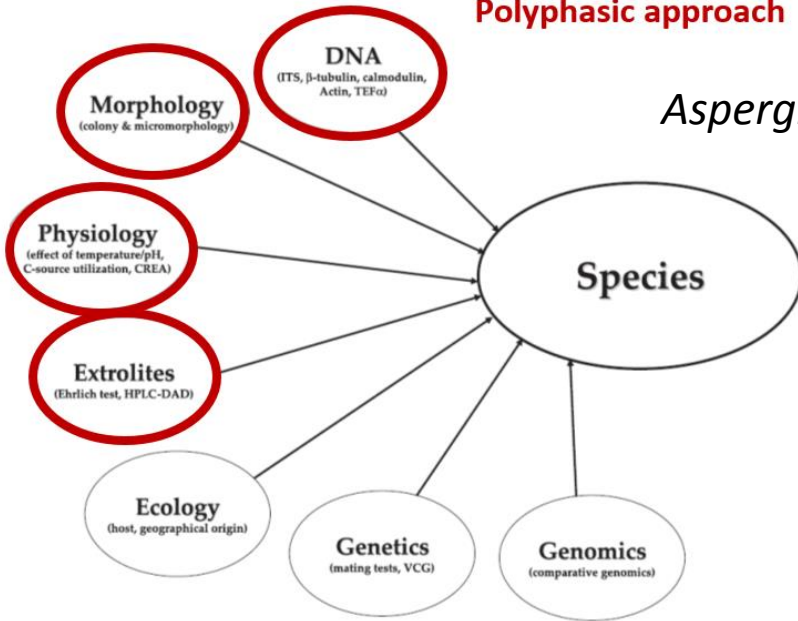 Polyphasic approach
DNA
(ITS, β-tubulin, calmodulin,
Actin, TEFα)
Asperg
Morphology
(colony & micromorphology)
Physiology
(effect of temperature/pH,
C-source utilization, CREA)
Species
Extrolites
(Ehrlich test, HPLC-DAD)
Ecology
(host, geographical origin)
Genetics
(mating tests, VCG)
Genomics
(comparative genomics)